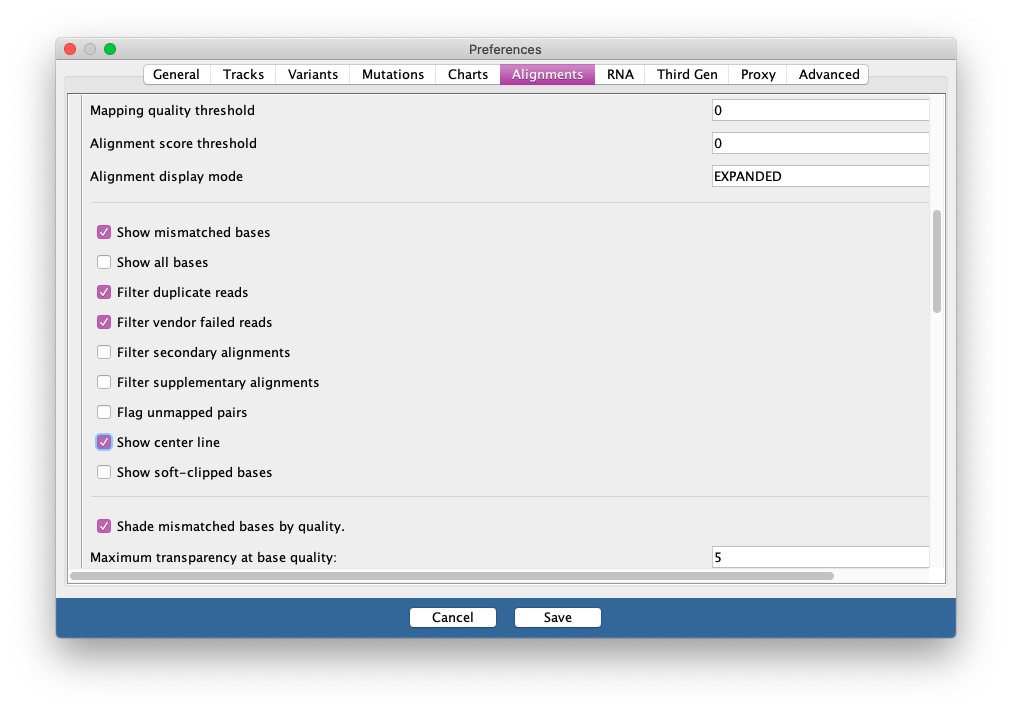 Preferences
General Tracks Variants Mutations Charts Alignments RNA Third Gen Proxy Advanced
Mapping quality threshold 0
Alignment score threshold 0
Alignment display mode EXPANDED
Show mismatched bases
Show all bases
Filter duplicate reads
Filter vendor failed reads
Filter secondary alignments
Filter supplementary alignments
Flag unmapped pairs
Show center line
Show soft-clipped bases
Shade mismatched bases by quality.
Maximum transparency at base quality: 5
Cancel Save